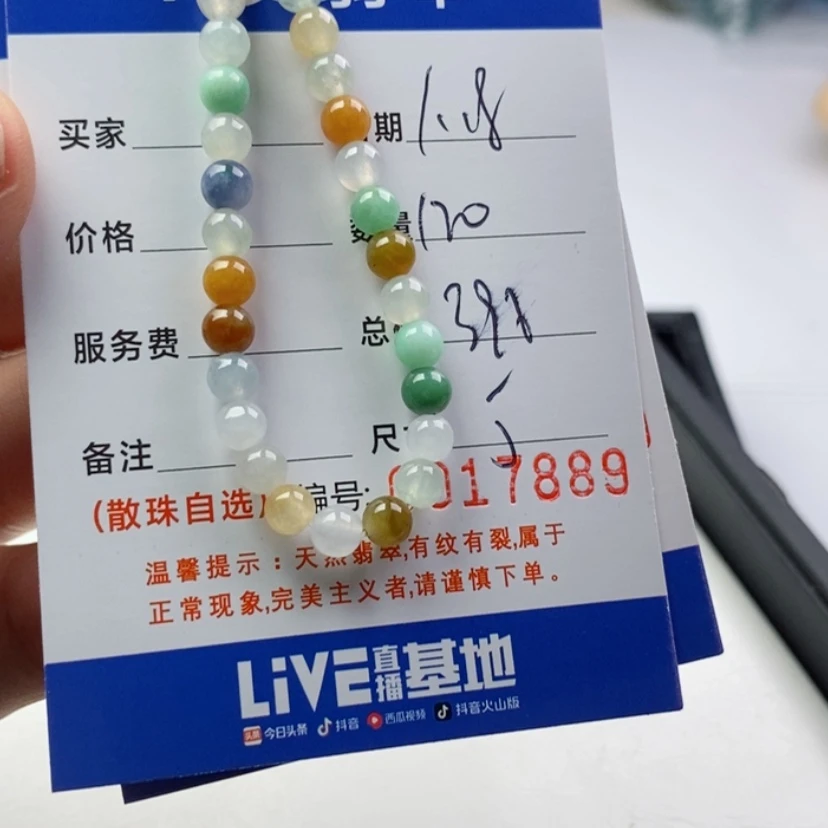 买家 期 1.18
价格 数量 120
服务费 总
备注 尺
(散珠自选) 编号: 0017889
温馨提示：天然翡翠,有纹有裂,属于
正常现象,完美主义者,请谨慎下单。
LiVE直播基地
头条 今日头条 抖音 西瓜视频 抖音火山版